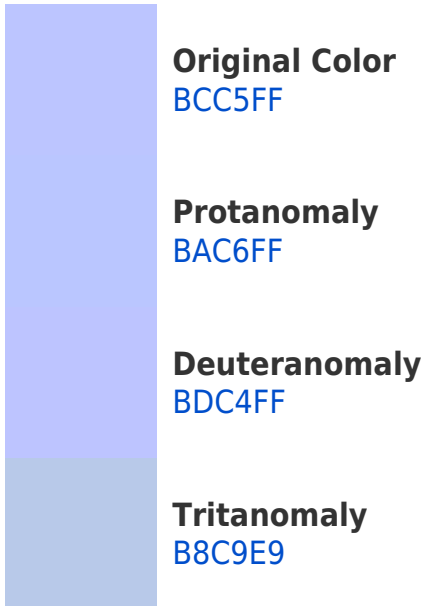 Original Color
BCC5FF
Protanomaly
BAC6FF
Deuteranomaly
BDC4FF
Tritanomaly
B8C9E9